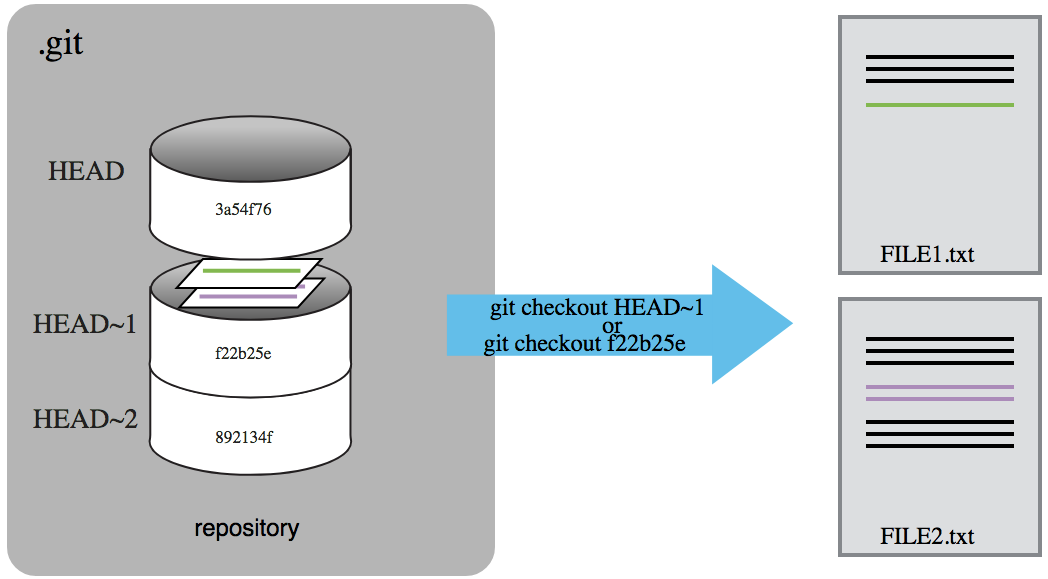 .git
HEAD
3a54f76
HEAD~1
f22b25e
HEAD~2
892134f
repository
git checkout HEAD~1
or
git checkout f22b25e
FILE1.txt
FILE2.txt